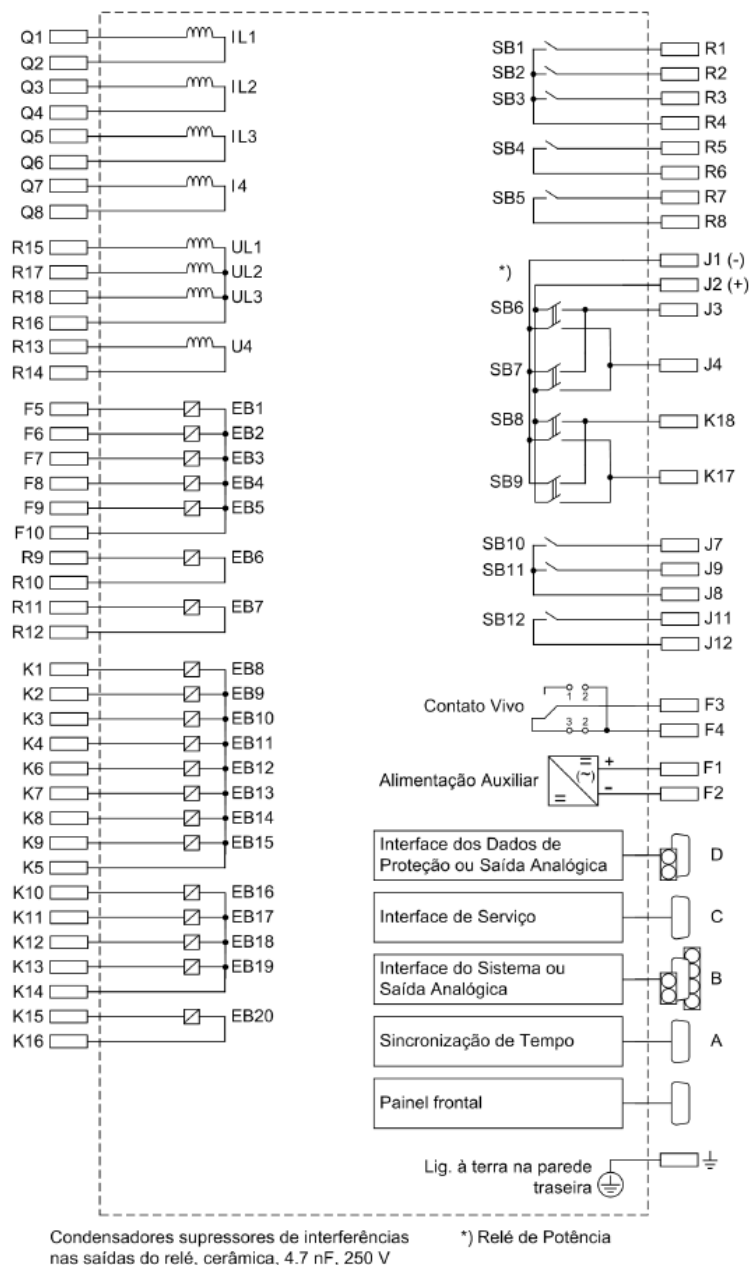 Q1 IL1
Q2
Q3 IL2
Q4
Q5 IL3
Q6
Q7 I4
Q8
R15 UL1
R17 UL2
R18 UL3
R16
R13 U4
R14
F5 EB1
F6 EB2
F7 EB3
F8 EB4
F9 EB5
F10
R9 EB6
R10
R11 EB7
R12
K1 EB8
K2 EB9
K3 EB10
K4 EB11
K6 EB12
K7 EB13
K8 EB14
K9 EB15
K5
K10 EB16
K11 EB17
K12 EB18
K13 EB19
K14
K15 EB20
K16
SB1 R1
SB2 R2
SB3 R3
R4
SB4 R5
R6
SB5 R7
R8
J1 (-)
*) J2 (+)
SB6 J3
SB7 J4
SB8 K18
SB9 K17
SB10 J7
SB11 J9
J8
SB12 J11
J12
1 2
Contato Vivo F3
3 2 F4
= + F1
Alimentação Auxiliar (~)
= - F2
Interface dos Dados de
Proteção ou Saída Analógica D
Interface de Serviço C
Interface do Sistema ou
Saída Analógica B
Sincronização de Tempo A
Painel frontal
Lig. à terra na parede
traseira
Condensadores supressores de interferências
nas saídas do relé, cerâmica, 4.7 nF, 250 V
*) Relé de Potência